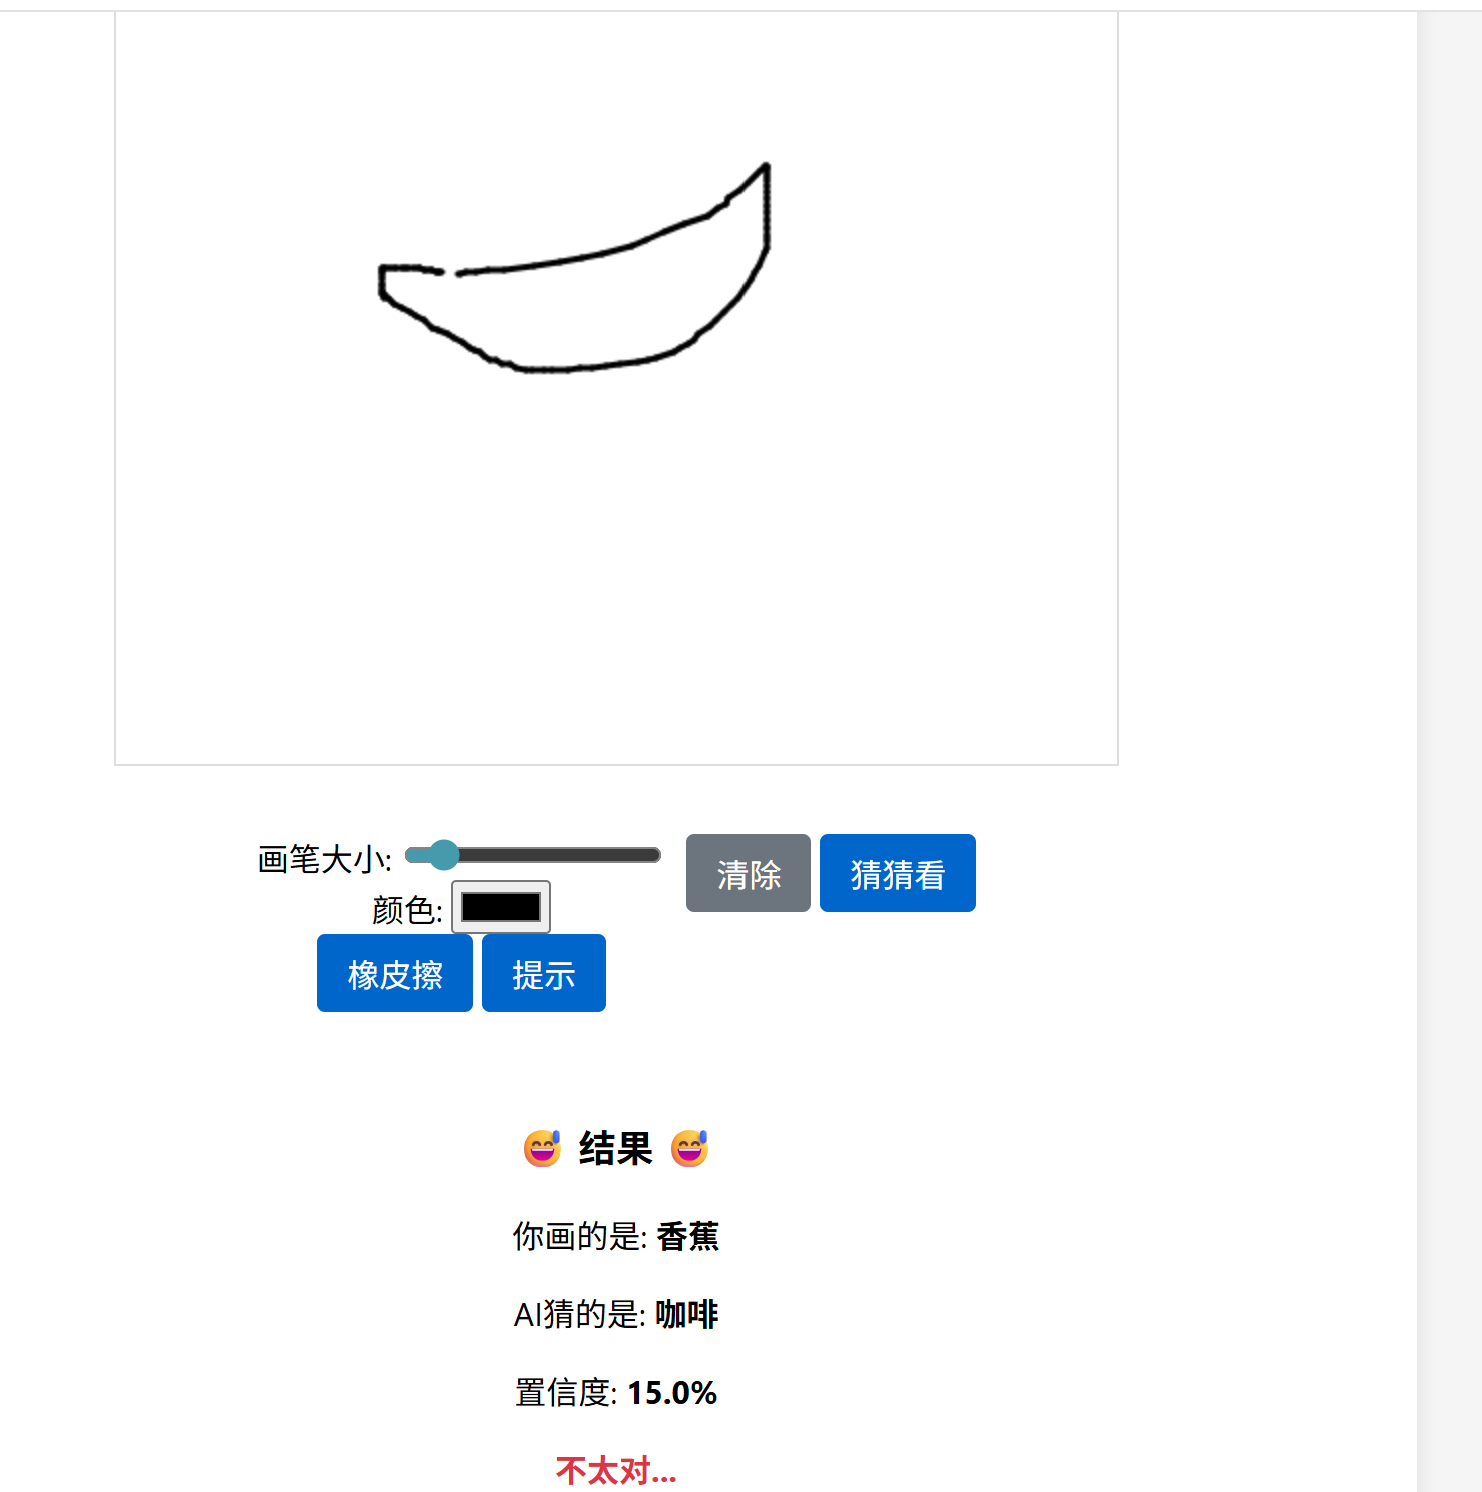 画笔大小:
清除 猜猜看
颜色:
橡皮擦 提示
😅 结果 😅
你画的是: 香蕉
AI猜的是: 咖啡
置信度: 15.0%
不太对...